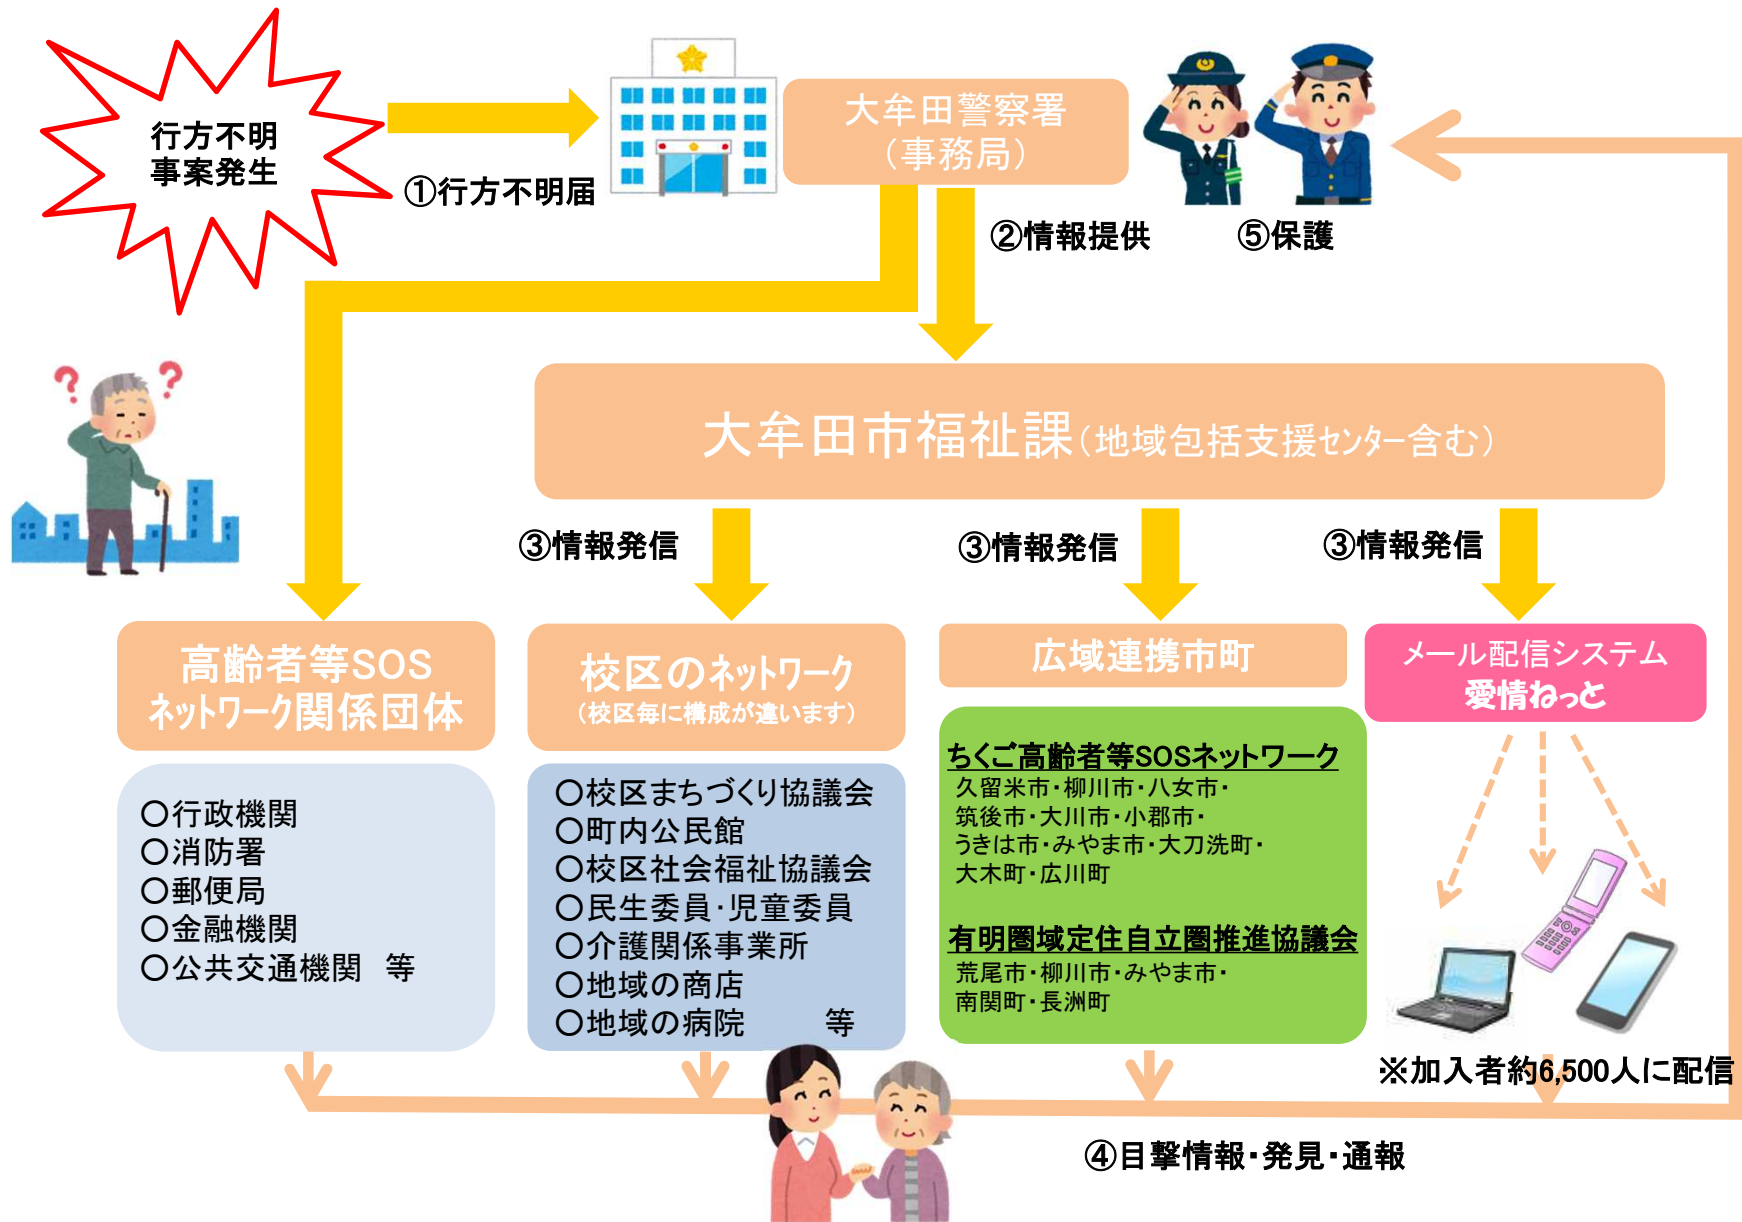 行方不明
事案発生
①行方不明届
大牟田警察署
（事務局）
②情報提供
⑤保護
?
?
大牟田市福祉課（地域包括支援センター含む）
③情報発信
③情報発信
③情報発信
高齢者等SOS
ネットワーク関係団体
○行政機関
○消防署
○郵便局
○金融機関
○公共交通機関　等
校区のネットワーク
（校区毎に構成が違います）
○校区まちづくり協議会
○町内公民館
○校区社会福祉協議会
○民生委員・児童委員
○介護関係事業所
○地域の商店
○地域の病院　　　等
広域連携市町
ちくご高齢者等SOSネットワーク
久留米市・柳川市・八女市・
筑後市・大川市・小郡市・
うきは市・みやま市・大刀洗町・
大木町・広川町
有明圏域定住自立圏推進協議会
荒尾市・柳川市・みやま市・
南関町・長洲町
メール配信システム
愛情ねっと
※加入者約6,500人に配信
④目撃情報・発見・通報